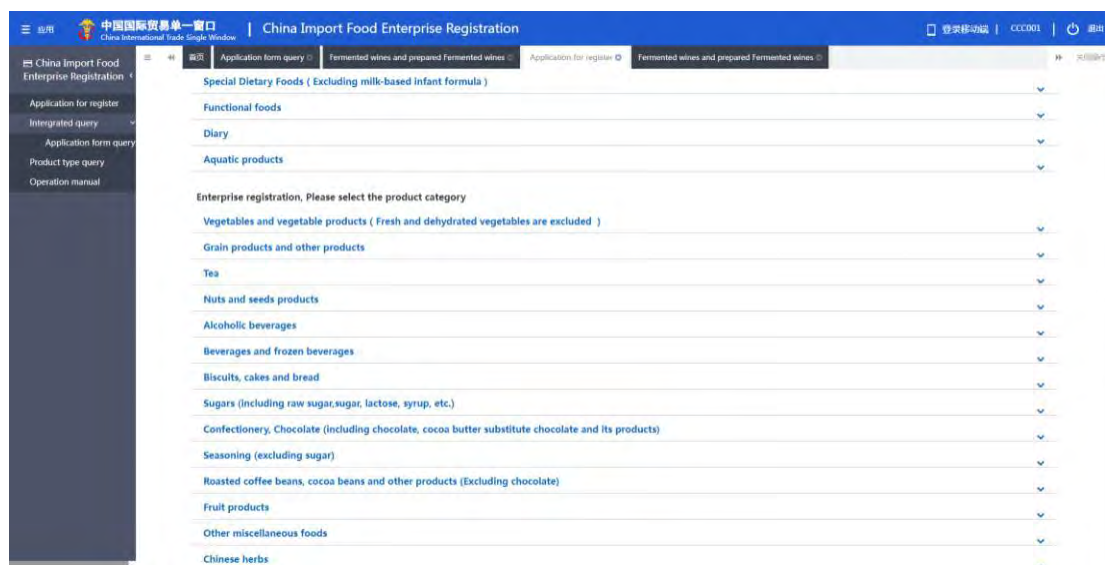 应用
中国国际贸易单一窗口
China International Trade Single Window
China Import Food Enterprise Registration
登录移动端
CCC001
退出
China Import Food
Enterprise Registration
Application for register
Intergrated query
Application form query
Product type query
Operation manual
首页
Application form query
Fermented wines and prepared Fermented wines
Application for register
Fermented wines and prepared Fermented wines
Special Dietary Foods ( Excluding milk-based infant formula )
Functional foods
Diary
Aquatic products
Enterprise registration, Please select the product category
Vegetables and vegetable products ( Fresh and dehydrated vegetables are excluded )
Grain products and other products
Tea
Nuts and seeds products
Alcoholic beverages
Beverages and frozen beverages
Biscuits, cakes and bread
Sugars (including raw sugar,sugar, lactose, syrup, etc.)
Confectionery, Chocolate (including chocolate, cocoa butter substitute chocolate and its products)
Seasoning (excluding sugar)
Roasted coffee beans, cocoa beans and other products (Excluding chocolate)
Fruit products
Other miscellaneous foods
Chinese herbs